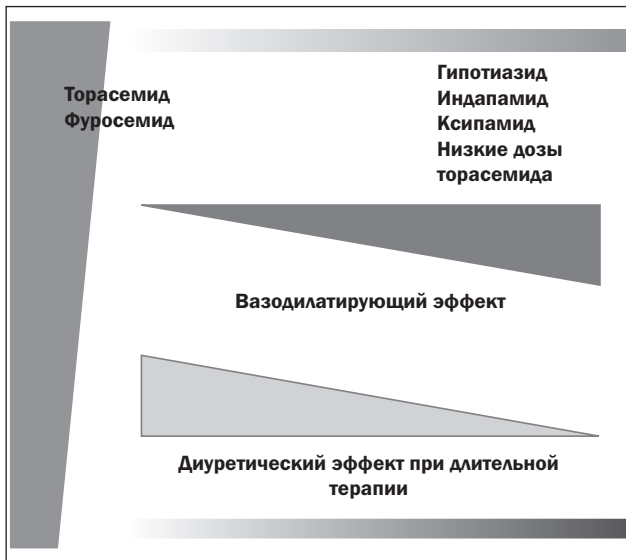 Торасемид
Фуросемид
Гипотиазид
Индапамид
Ксипамид
Низкие дозы
торасемида
Вазодилатирующий эффект
Диуретический эффект при длительной
терапии